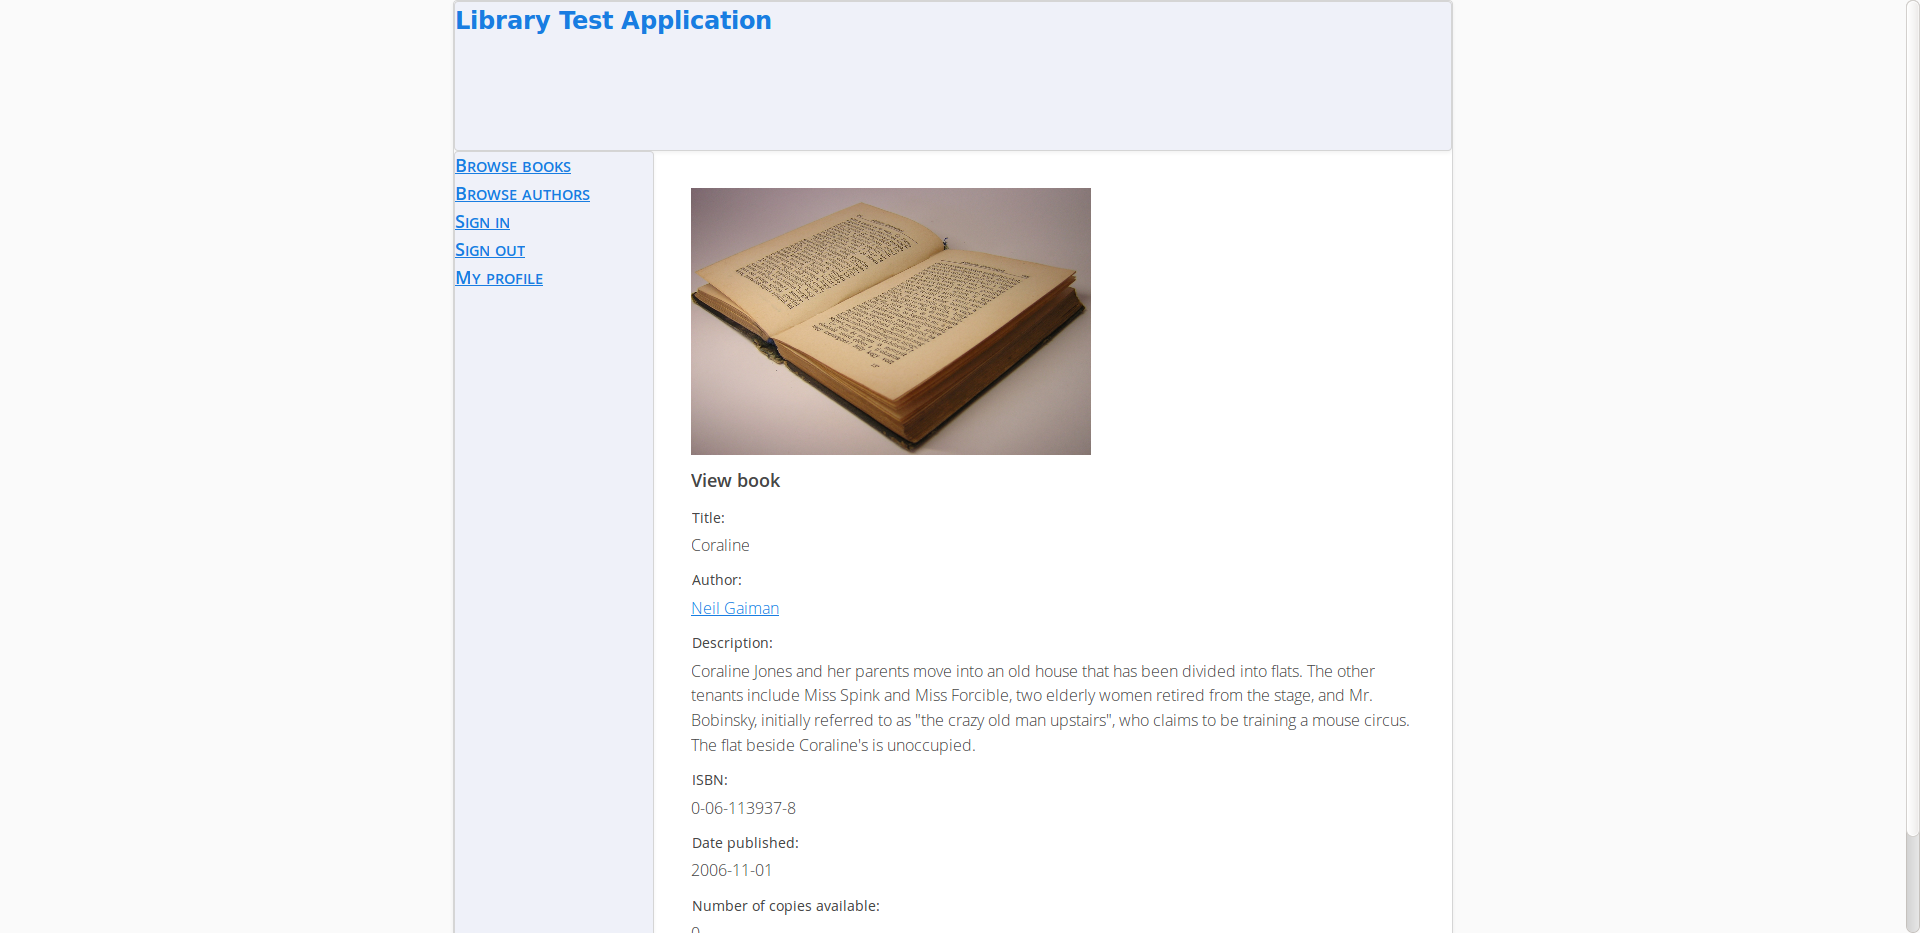 Library Test Application
Browse books
Browse authors
Sign in
Sign out
My profile
View book
Title:
Coraline
Author:
Neil Gaiman
Description:
Coraline Jones and her parents move into an old house that has been divided into flats. The other
tenants include Miss Spink and Miss Forcible, two elderly women retired from the stage, and Mr.
Bobinsky, initially referred to as "the crazy old man upstairs", who claims to be training a mouse circus.
The flat beside Coraline's is unoccupied.
ISBN:
0-06-113937-8
Date published:
2006-11-01
Number of copies available: